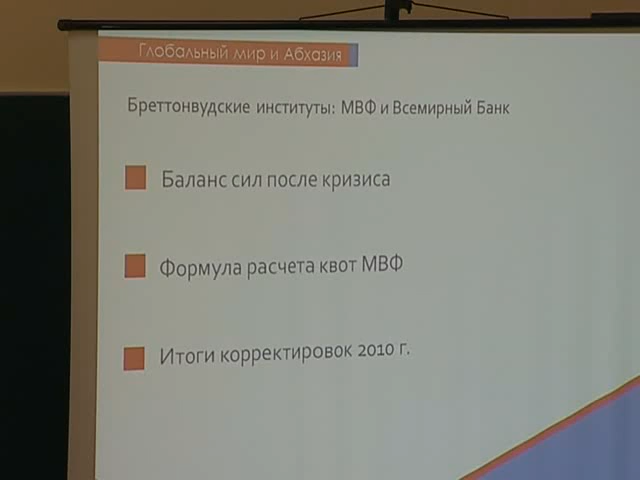 Глобальный мир и Абхазия
Бреттонвудские институты: МВФ и Всемирный Банк
Баланс сил после кризиса
Формула расчета квот МВФ
Итоги корректировок 2010 г.